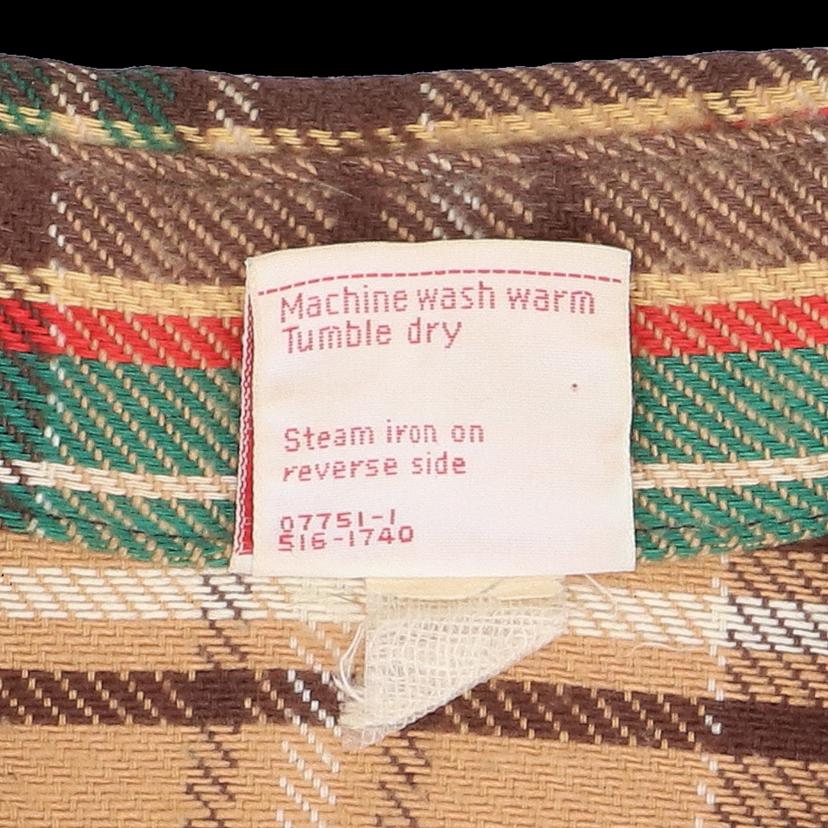 Machine wash warm
Tumble dry
Steam iron on
reverse side
07751-1
516-1740